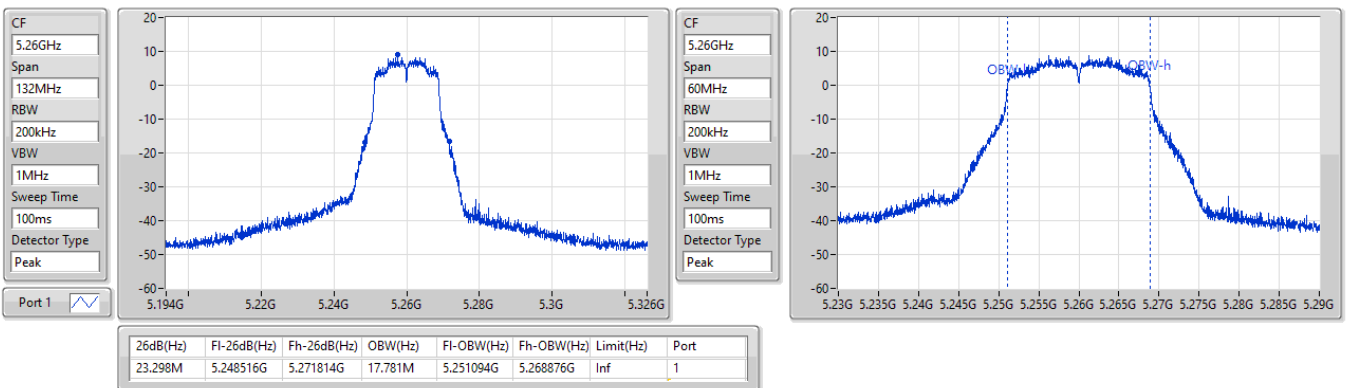 CF
5.26GHz
Span
132MHz
RBW
200kHz
VBW
1MHz
Sweep Time
100ms
Detector Type
Peak
Port 1
20
10
0
-10
-20
-30
-40
-50
-60
5.194G 5.22G 5.24G 5.26G 5.28G 5.3G 5.326G
CF
5.26GHz
Span
60MHz
RBW
200kHz
VBW
1MHz
Sweep Time
100ms
Detector Type
Peak
20
10
0
-10
-20
-30
-40
-50
-60
OBW-h
5.23G 5.235G 5.24G 5.245G 5.25G 5.255G 5.26G 5.265G 5.27G 5.275G 5.28G 5.285G 5.29G
26dB(Hz) Fl-26dB(Hz) Fh-26dB(Hz) OBW(Hz) Fl-OBW(Hz) Fh-OBW(Hz) Limit(Hz) Port
23.298M 5.248516G 5.271814G 17.781M 5.251094G 5.268876G Inf 1